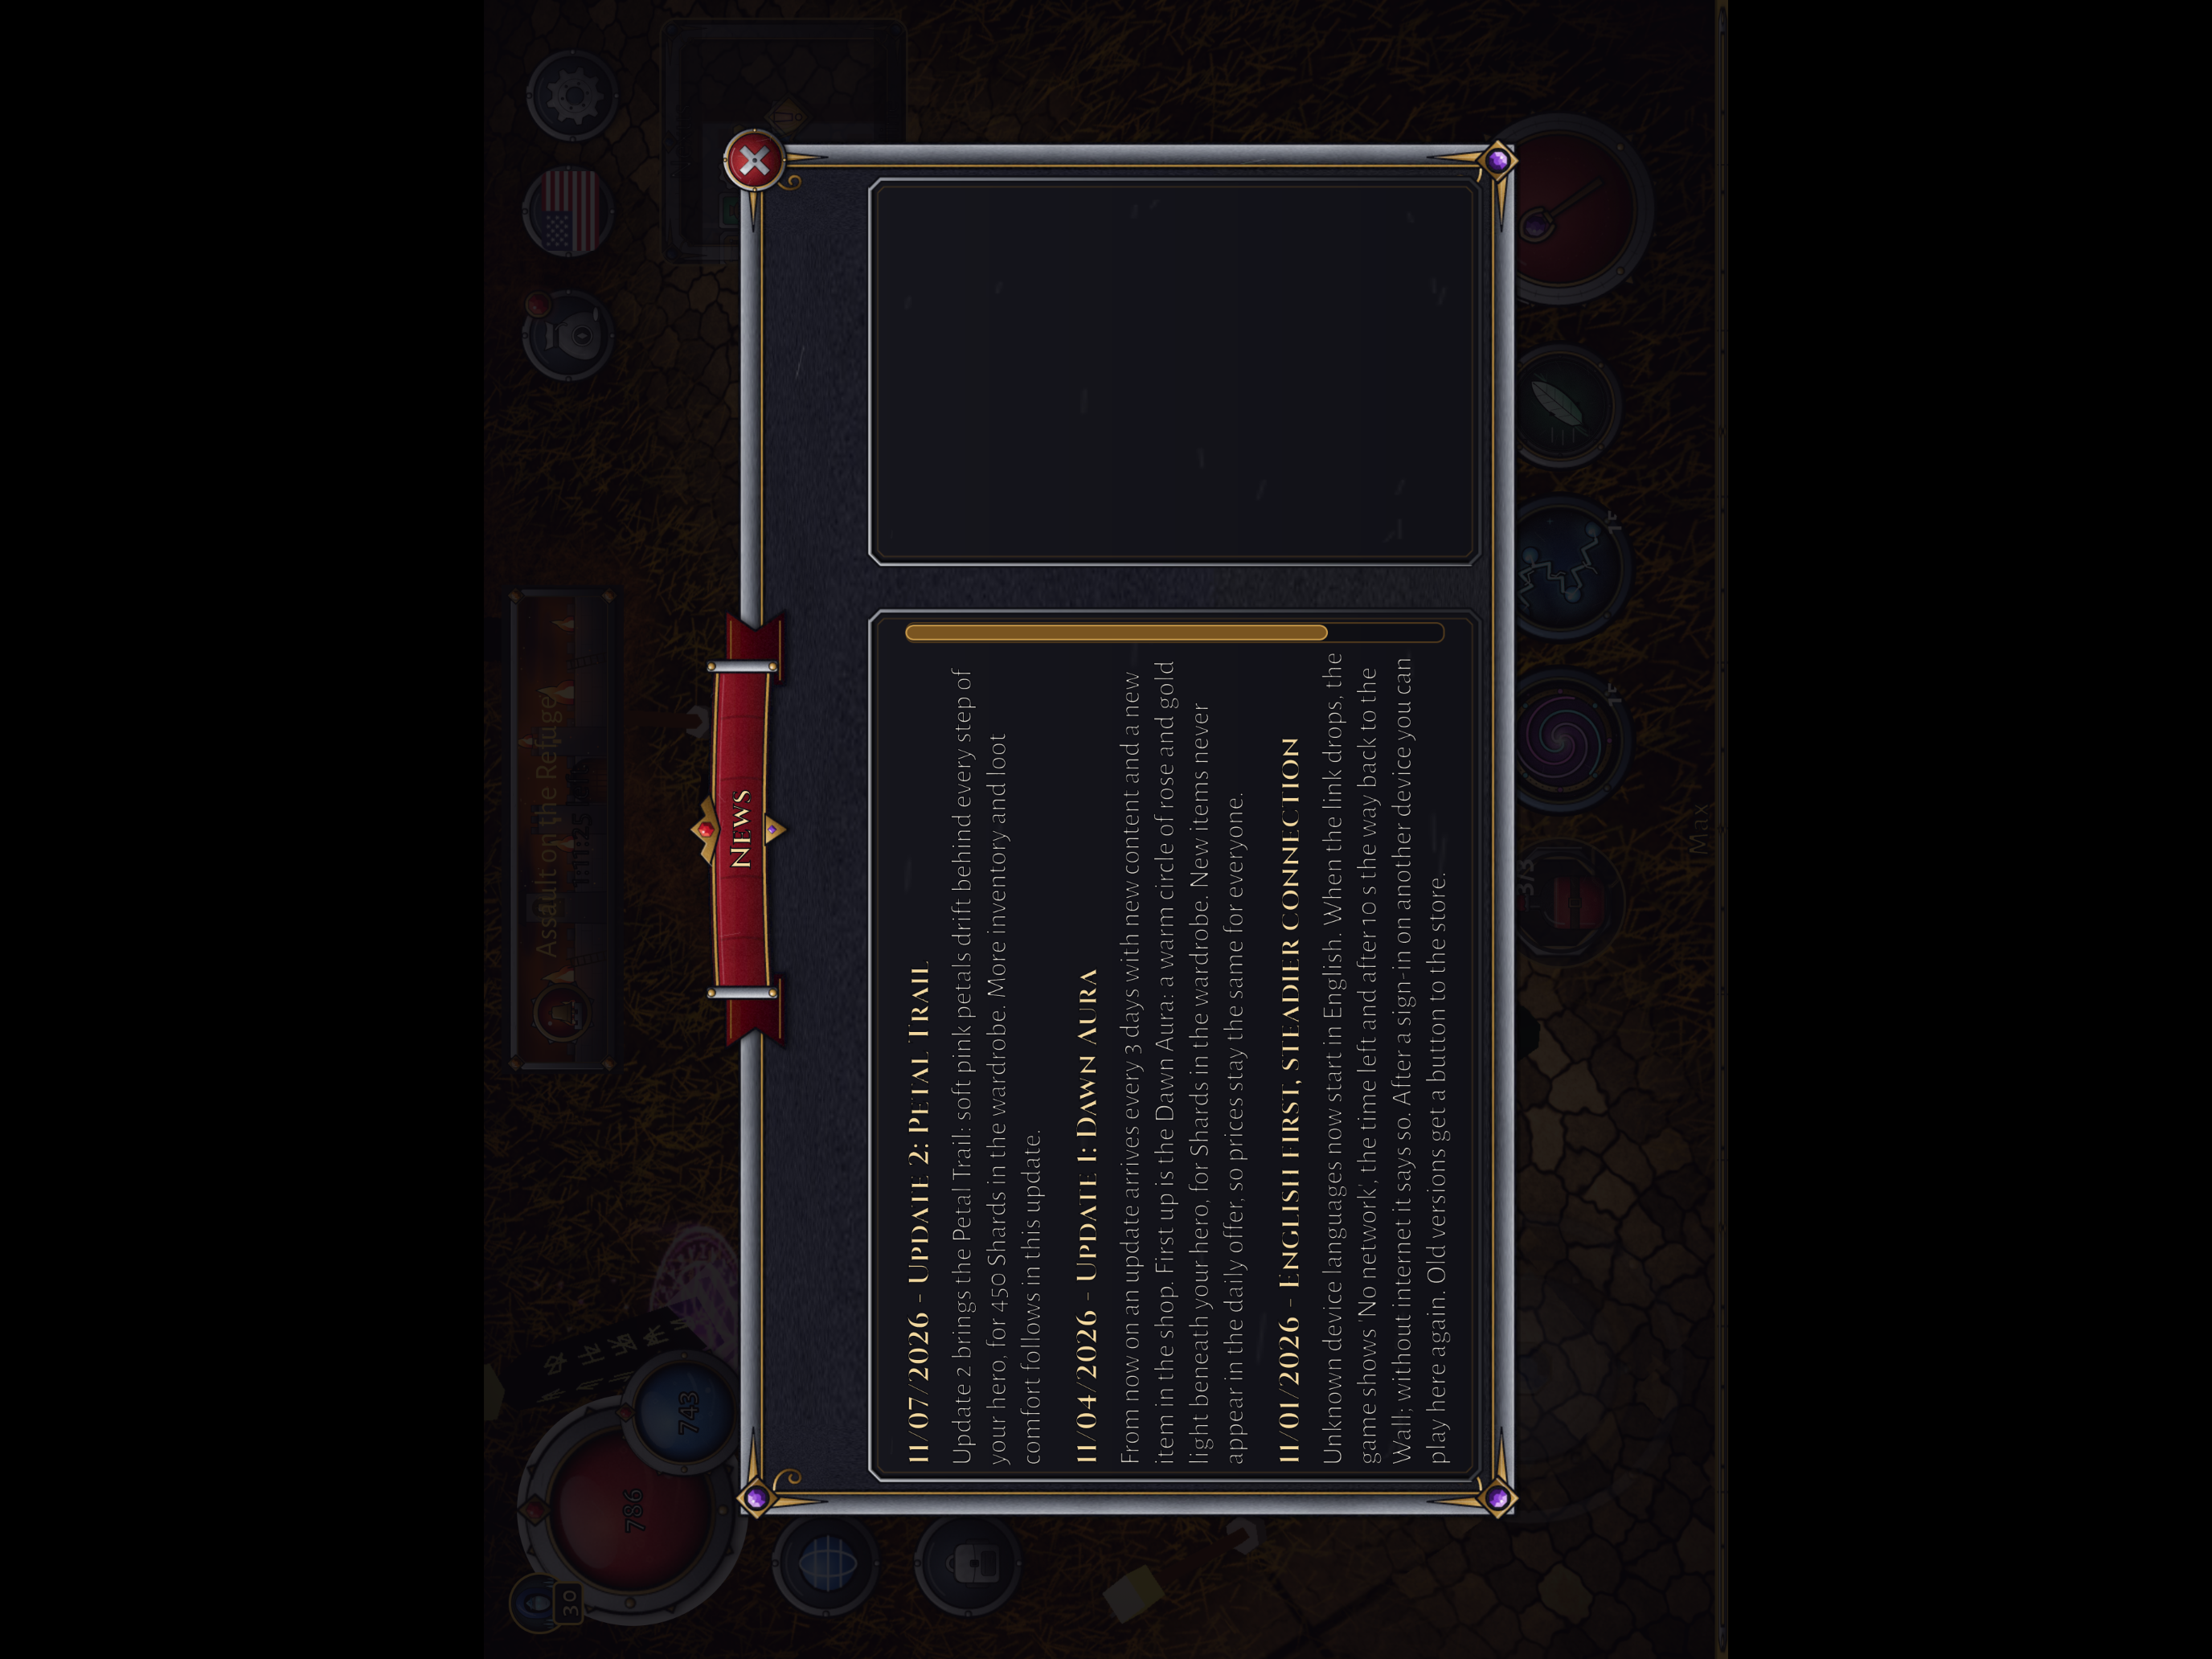 Assault on the Refuge
30
786
743
News
11/07/2026 - Update 2: Petal Trail
Update 2 brings the Petal Trail: soft pink petals drift behind every step of
your hero, for 450 Shards in the wardrobe. More inventory and loot
comfort follows in this update.
11/04/2026 - Update 1: Dawn Aura
From now on an update arrives every 3 days with new content and a new
item in the shop. First up is the Dawn Aura: a warm circle of rose and gold
light beneath your hero, for Shards in the wardrobe. New items never
appear in the daily offer, so prices stay the same for everyone.
11/01/2026 - English first, steadier connection
Unknown device languages now start in English. When the link drops, the
game shows 'No network', the time left and after 10 s the way back to the
Wall; without internet it says so. After a sign-in on another device you can
play here again. Old versions get a button to the store.
3/3
Max